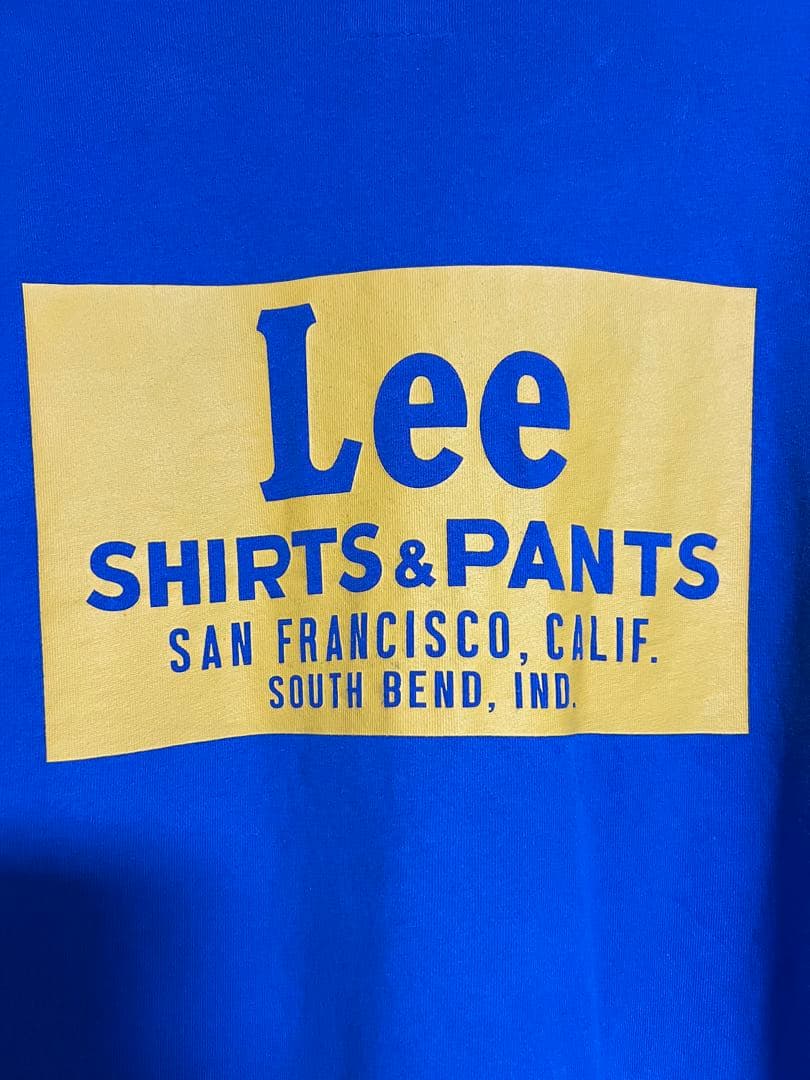 Lee
SHIRTS & PANTS
SAN FRANCISCO, CALIF.
SOUTH BEND, IND.